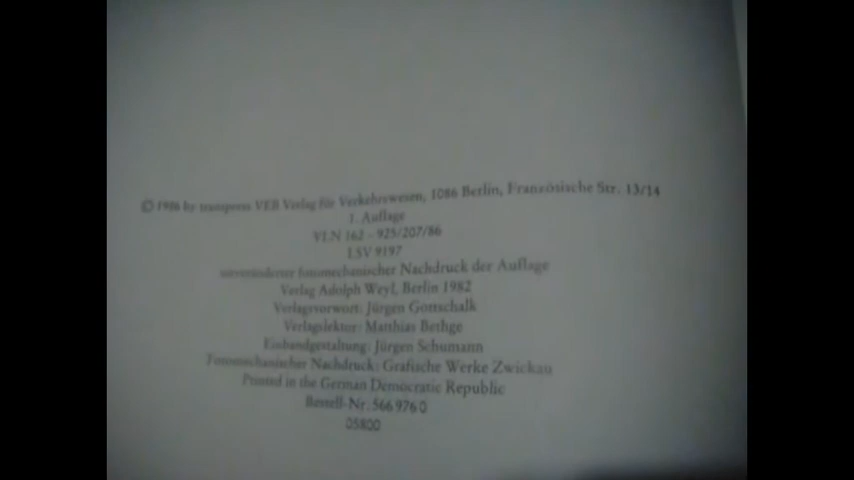 © 1986 by transpress VEB Verlag für Verkehrswesen, 1086 Berlin, Französische Str. 13/14
1. Auflage
VLN 162 - 925/207/86
LSV 9197
unveränderter fotomechanischer Nachdruck der Auflage
Verlag Adolph Weyl, Berlin 1982
Verlagsvorwort: Jürgen Gottschalk
Verlagslektor: Matthias Bethge
Einbandgestaltung: Jürgen Schumann
Fotomechanischer Nachdruck: Grafische Werke Zwickau
Printed in the German Democratic Republic
Bestell-Nr. 566 976 0
05800